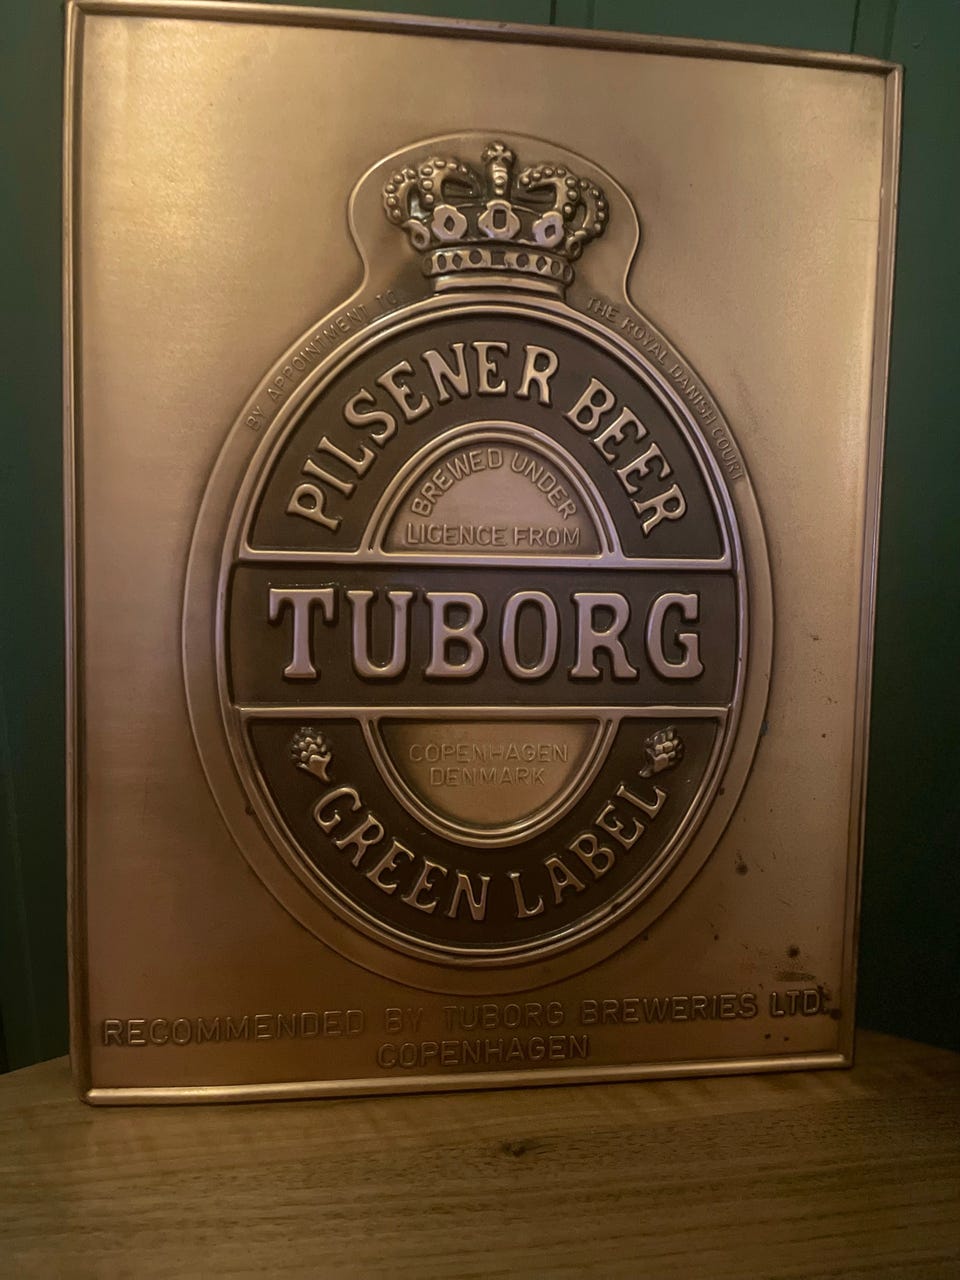 BY APPOINTMENT TO THE ROYAL DANISH COURT
PILSENER BEER
BREWED UNDER
LICENCE FROM
TUBORG
COPENHAGEN
DENMARK
GREEN LABEL
RECOMMENDED BY TUBORG BREWERIES LTD.
COPENHAGEN